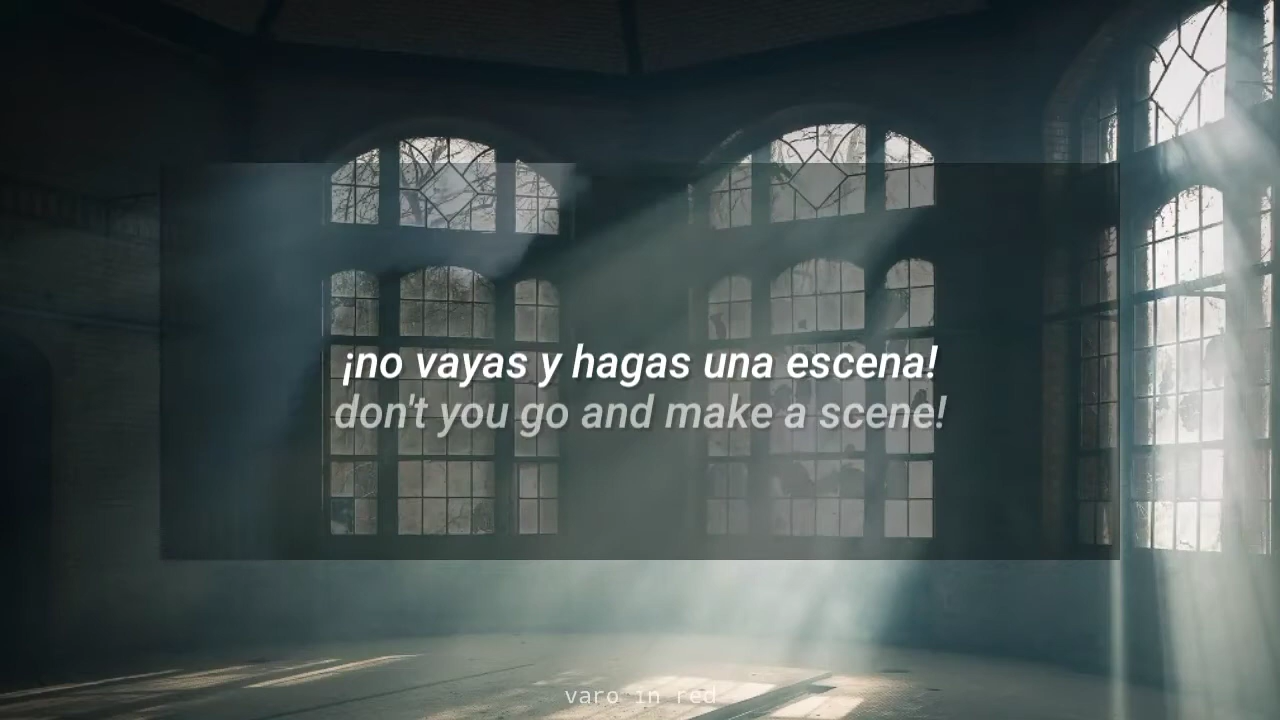 ¡no vayas y hagas una escena!
don't you go and make a scene!
varo in red